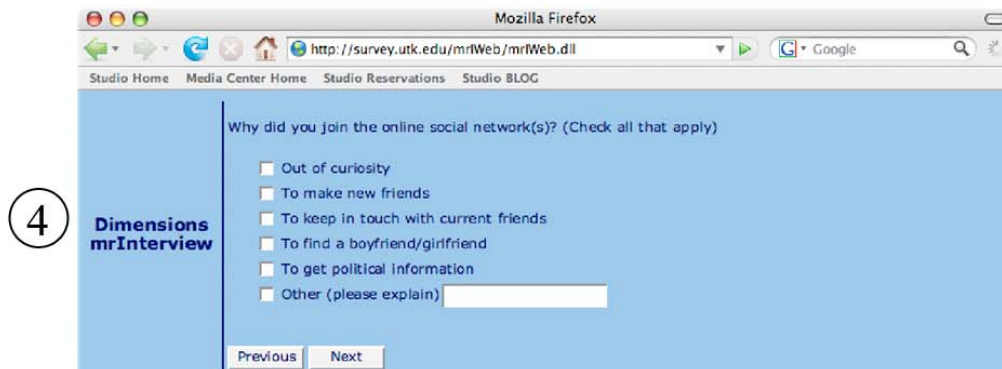 Mozilla Firefox
http://survey.utk.edu/mrIWeb/mrIWeb.dll
G Google
Studio Home Media Center Home Studio Reservations Studio BLOG
Why did you join the online social network(s)? (Check all that apply)
Out of curiosity
To make new friends
To keep in touch with current friends
To find a boyfriend/girlfriend
To get political information
Other (please explain)
4
Dimensions
mrInterview
Previous Next